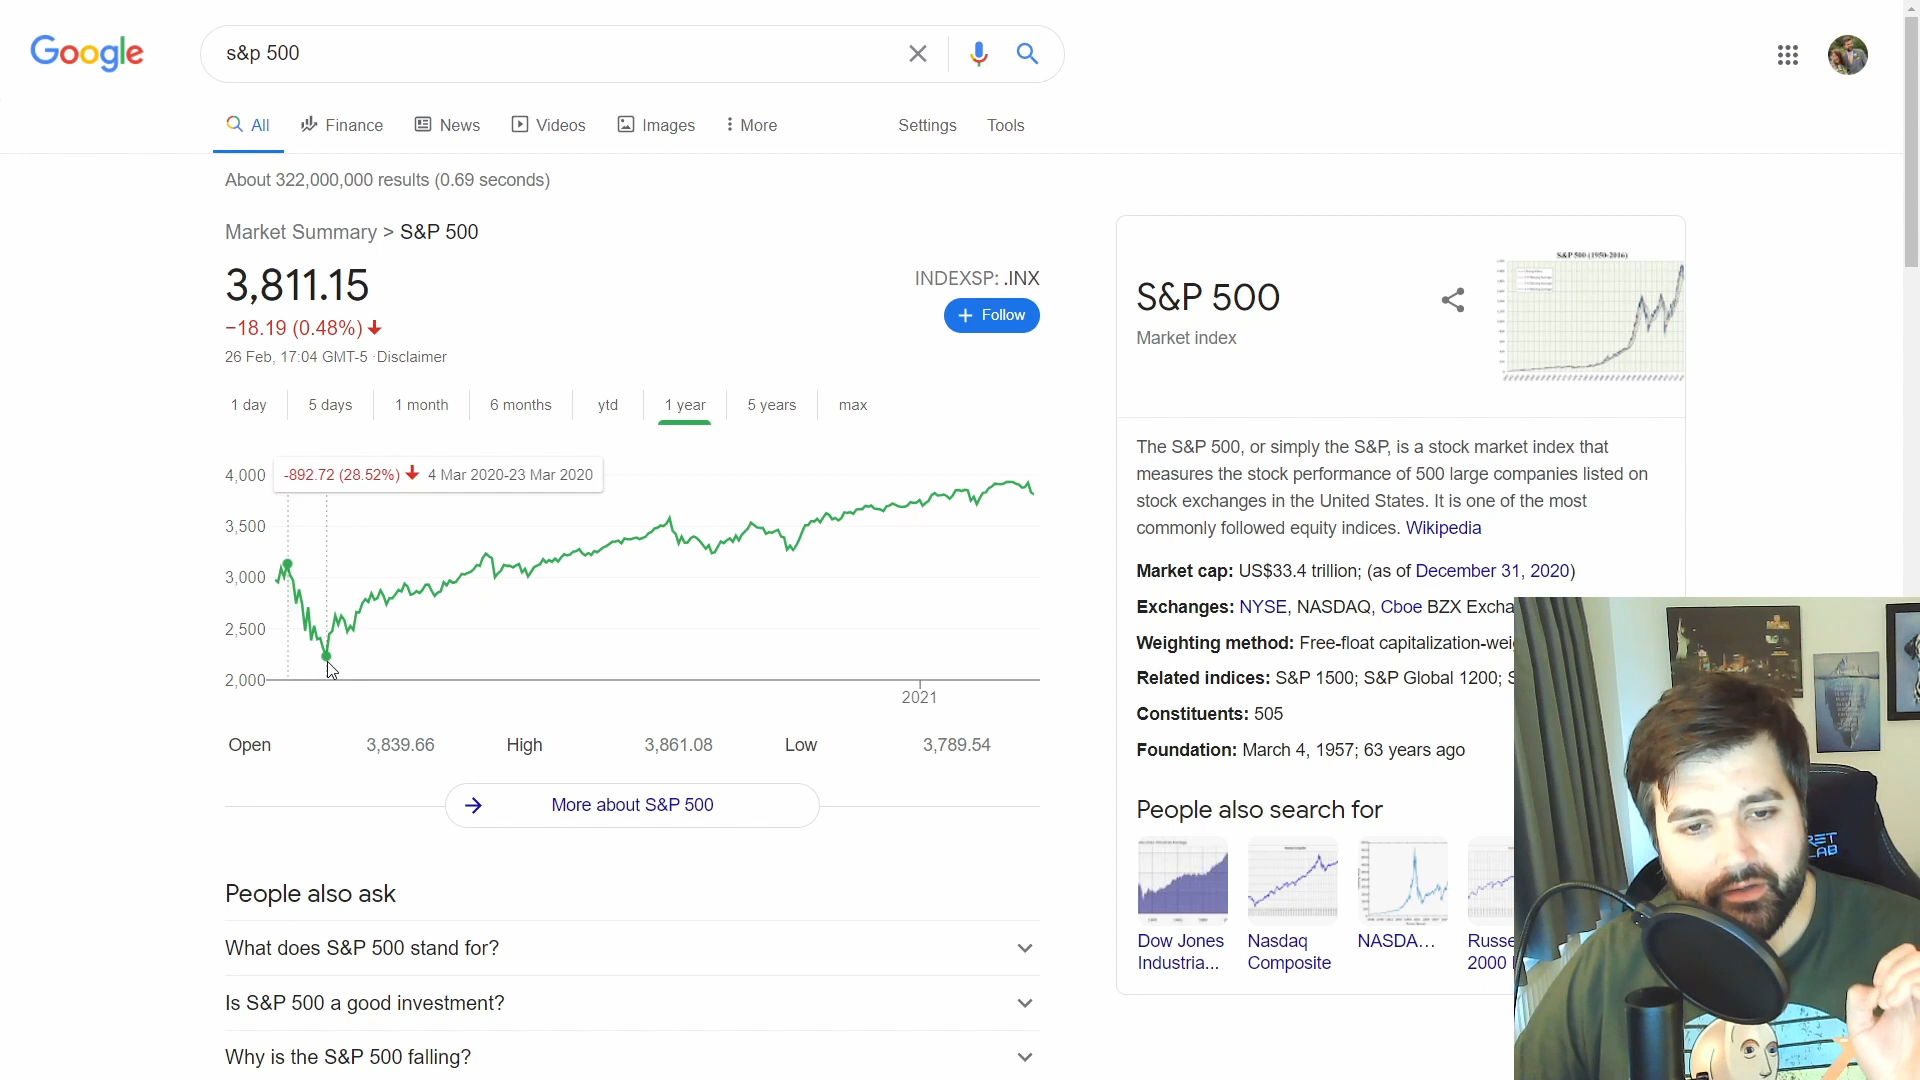 Google
s&p 500
All
Finance
News
Videos
Images
More
Settings
Tools
About 322,000,000 results (0.69 seconds)
Market Summary > S&P 500
3,811.15
−18.19 (0.48%)
26 Feb, 17:04 GMT-5 · Disclaimer
INDEXSP: .INX
Follow
1 day
5 days
1 month
6 months
ytd
1 year
5 years
max
-892.72 (28.52%) 4 Mar 2020-23 Mar 2020
4,000
3,500
3,000
2,500
2,000
2021
Open 3,839.66 High 3,861.08 Low 3,789.54
More about S&P 500
People also ask
What does S&P 500 stand for?
Is S&P 500 a good investment?
Why is the S&P 500 falling?
S&P 500
Market index
S&P 500 (1950-2016)
The S&P 500, or simply the S&P, is a stock market index that
measures the stock performance of 500 large companies listed on
stock exchanges in the United States. It is one of the most
commonly followed equity indices. Wikipedia
Market cap: US$33.4 trillion; (as of December 31, 2020)
Exchanges: NYSE, NASDAQ, Cboe BZX Excha
Weighting method: Free-float capitalization-wei
Related indices: S&P 1500; S&P Global 1200; S
Constituents: 505
Foundation: March 4, 1957; 63 years ago
People also search for
Dow Jones
Industria...
Nasdaq
Composite
NASDA...
Russe
2000
RET
LAB